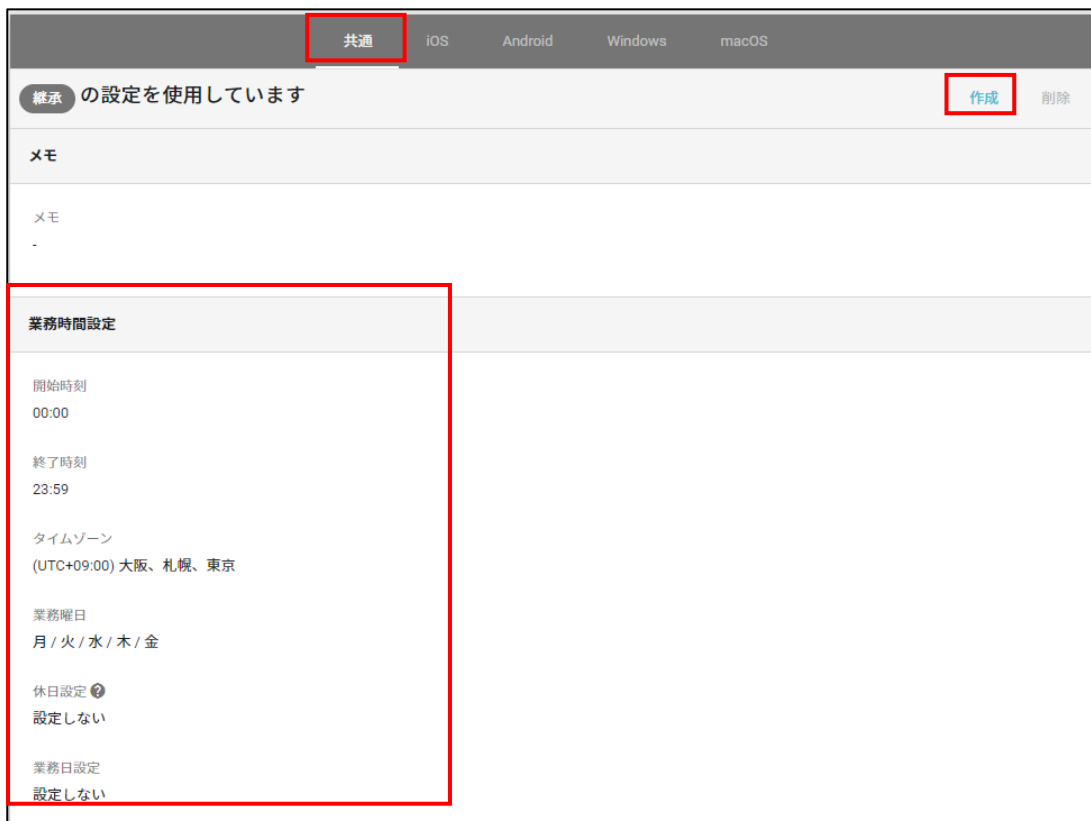 共通 iOS Android Windows macOS
継承 の設定を使用しています 作成 削除
メモ
メモ
-
業務時間設定
開始時刻
00:00
終了時刻
23:59
タイムゾーン
(UTC+09:00) 大阪、札幌、東京
業務曜日
月 / 火 / 水 / 木 / 金
休日設定 ?
設定しない
業務日設定
設定しない